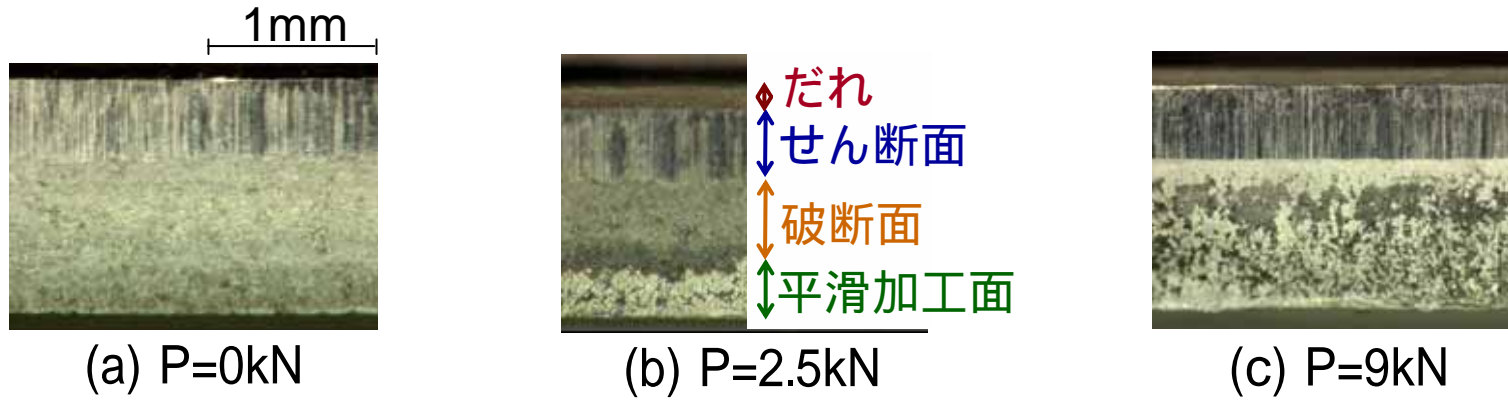 1mm
だれ
せん断面
破断面
平滑加工面
(a) P=0kN
(b) P=2.5kN
(c) P=9kN